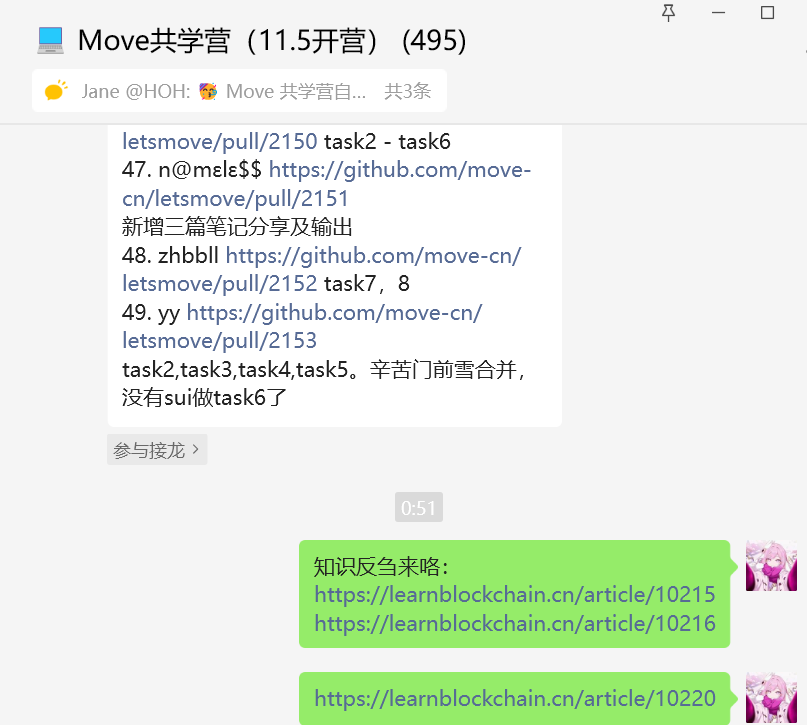 Move共学营（11.5开营） (495)
Jane @HOH: Move 共学营自... 共3条
letsmove/pull/2150 task2 - task6
47. n@mεlε$$ https://github.com/move-
cn/letsmove/pull/2151
新增三篇笔记分享及输出
48. zhbbll https://github.com/move-cn/
letsmove/pull/2152 task7，8
49. yy https://github.com/move-cn/
letsmove/pull/2153
task2,task3,task4,task5。辛苦门前雪合并，
没有sui做task6了
参与接龙 >
0:51
知识反刍来咯：
https://learnblockchain.cn/article/10215
https://learnblockchain.cn/article/10216
https://learnblockchain.cn/article/10220